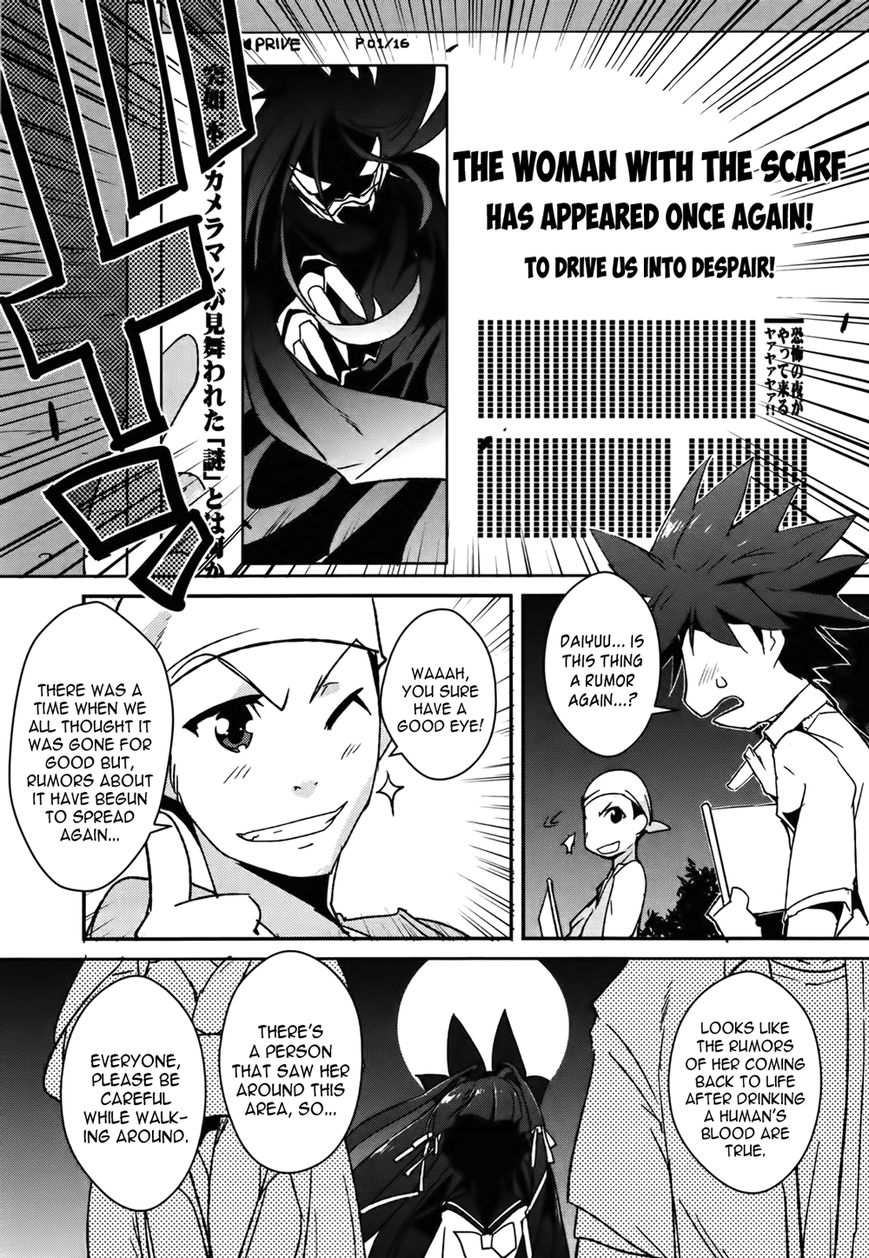 PRIVE P 01/16
THE WOMAN WITH THE SCARF
HAS APPEARED ONCE AGAIN!
TO DRIVE US INTO DESPAIR!
恐怖の夜が
やって来る
ヤァヤァヤァ!!
カメラマンが見舞われた「謎」とは
DAIYUU... IS
THIS THING
A RUMOR
AGAIN...?
WAAAH,
YOU SURE
HAVE A
GOOD EYE!
THERE WAS A
TIME WHEN WE
ALL THOUGHT IT
WAS GONE FOR
GOOD BUT,
RUMORS ABOUT
IT HAVE BEGUN
TO SPREAD
AGAIN...
LOOKS LIKE
THE RUMORS
OF HER COMING
BACK TO LIFE
AFTER DRINKING
A HUMAN'S
BLOOD ARE
TRUE.
THERE'S
A PERSON
THAT SAW HER
AROUND THIS
AREA, SO...
EVERYONE,
PLEASE BE
CAREFUL
WHILE WALK-
ING AROUND.